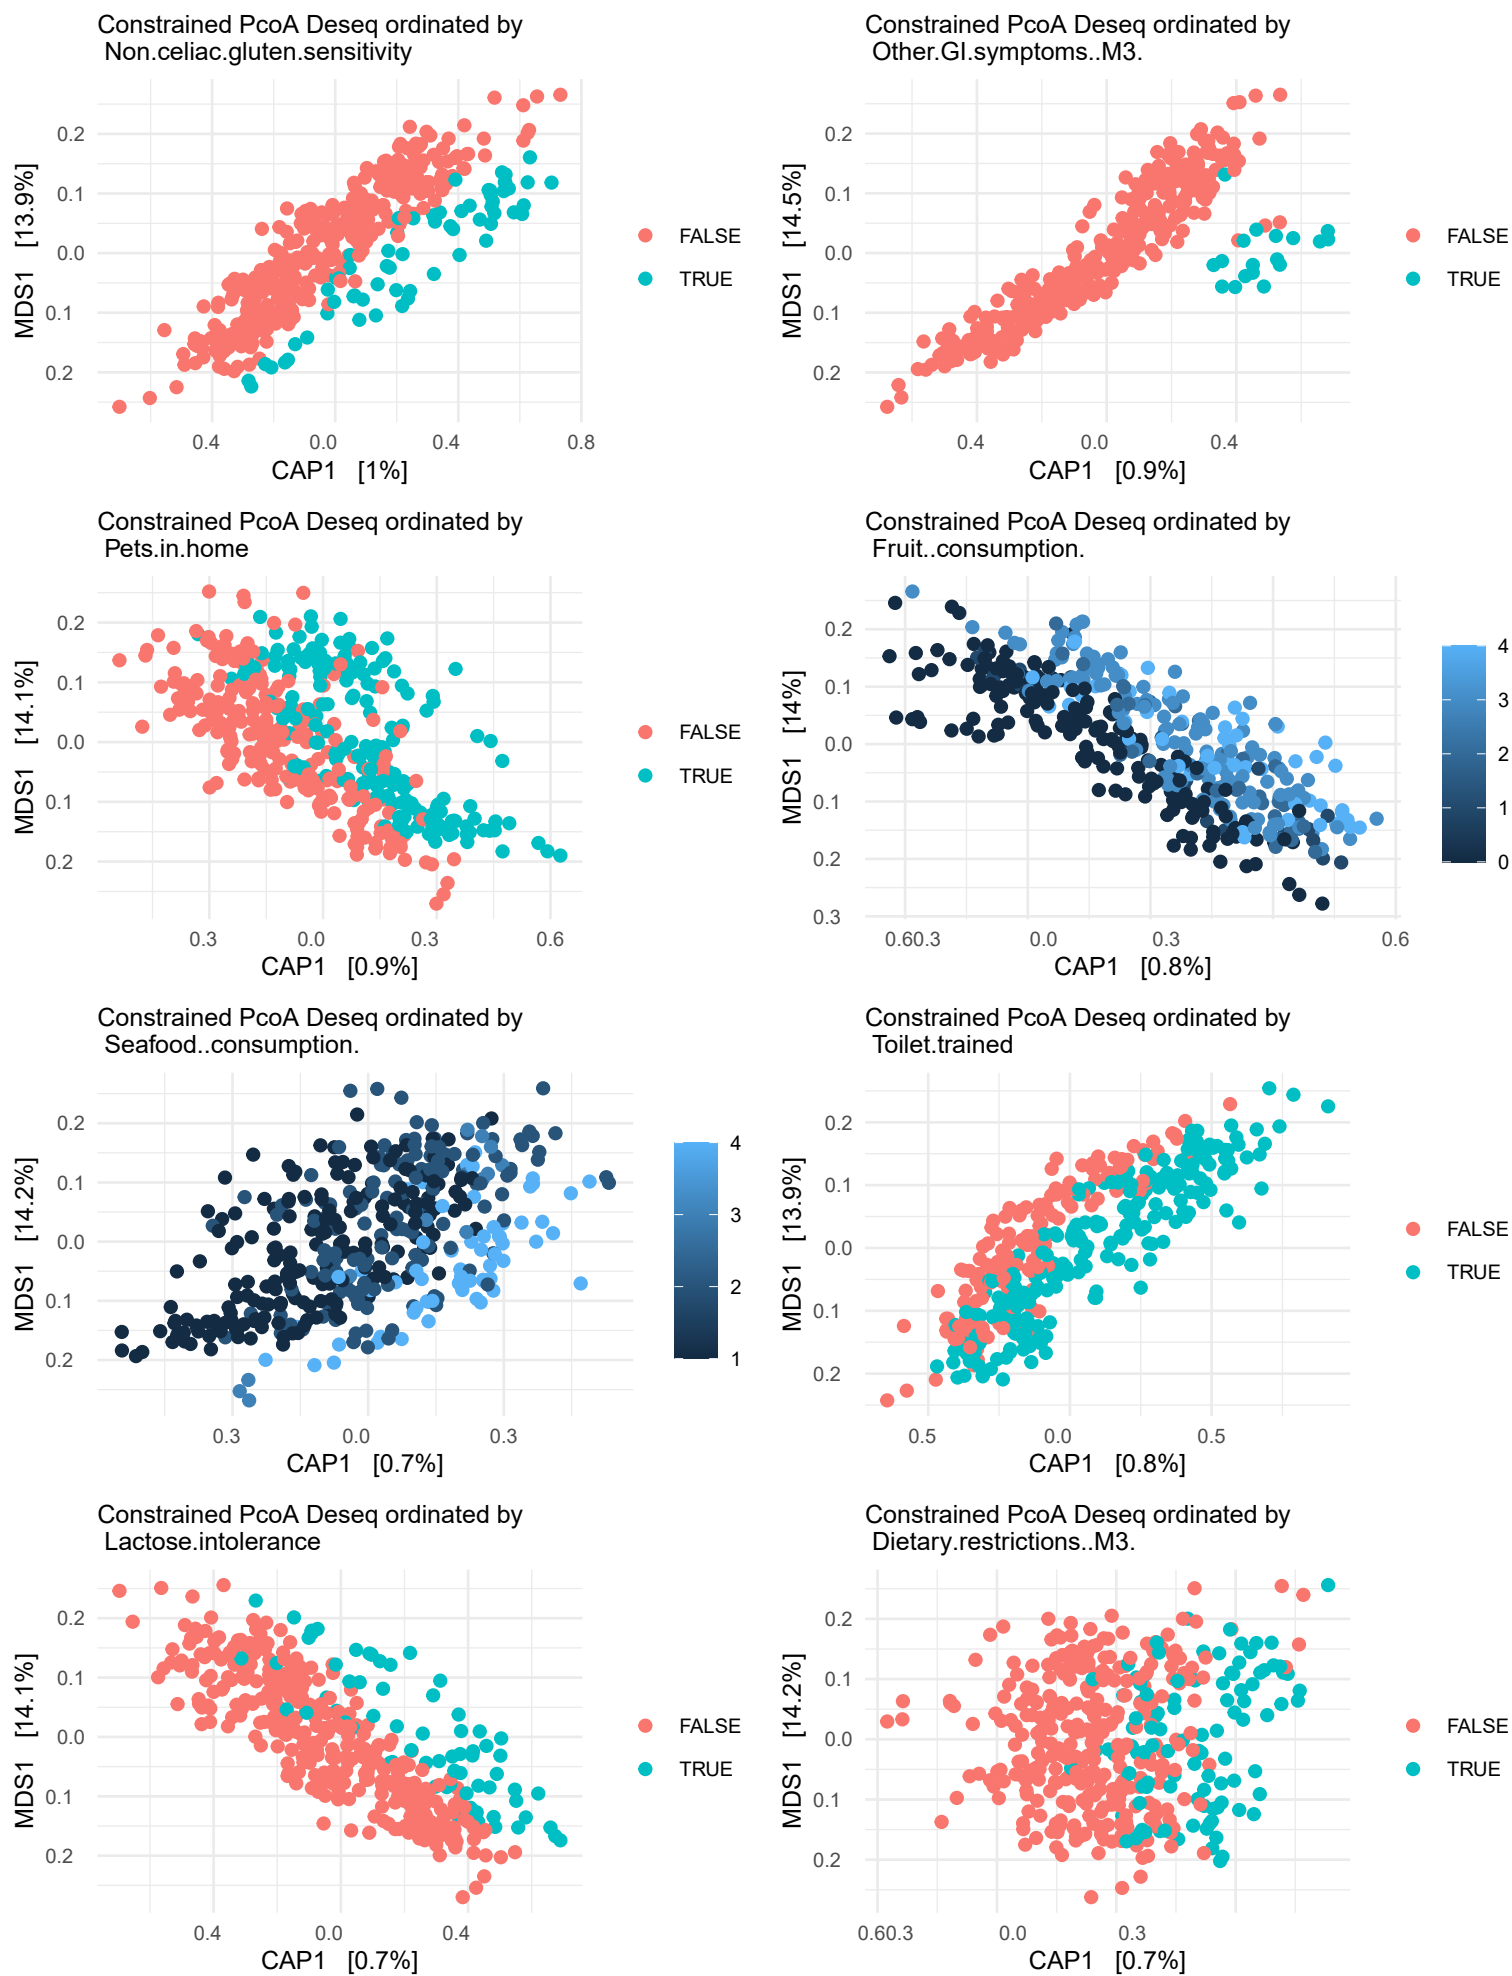 Constrained PcoA Deseq ordinated by
Non.celiac.gluten.sensitivity
MDS1 [13.9%]
0.2
0.1
0.0
0.1
0.2
0.4 0.0 0.4 0.8
CAP1 [1%]
FALSE
TRUE
Constrained PcoA Deseq ordinated by
Other.GI.symptoms..M3.
MDS1 [14.5%]
0.2
0.1
0.0
0.1
0.2
0.4 0.0 0.4
CAP1 [0.9%]
FALSE
TRUE
Constrained PcoA Deseq ordinated by
Pets.in.home
MDS1 [14.1%]
0.2
0.1
0.0
0.1
0.2
0.3 0.0 0.3 0.6
CAP1 [0.9%]
FALSE
TRUE
Constrained PcoA Deseq ordinated by
Fruit..consumption.
MDS1 [14%]
0.2
0.1
0.0
0.1
0.2
0.3
0.60.3 0.0 0.3 0.6
CAP1 [0.8%]
4
3
2
1
0
Constrained PcoA Deseq ordinated by
Seafood..consumption.
MDS1 [14.2%]
0.2
0.1
0.0
0.1
0.2
0.3 0.0 0.3
CAP1 [0.7%]
4
3
2
1
Constrained PcoA Deseq ordinated by
Toilet.trained
MDS1 [13.9%]
0.2
0.1
0.0
0.1
0.2
0.5 0.0 0.5
CAP1 [0.8%]
FALSE
TRUE
Constrained PcoA Deseq ordinated by
Lactose.intolerance
MDS1 [14.1%]
0.2
0.1
0.0
0.1
0.2
0.4 0.0 0.4
CAP1 [0.7%]
FALSE
TRUE
Constrained PcoA Deseq ordinated by
Dietary.restrictions..M3.
MDS1 [14.2%]
0.2
0.1
0.0
0.1
0.2
0.60.3 0.0 0.3
CAP1 [0.7%]
FALSE
TRUE